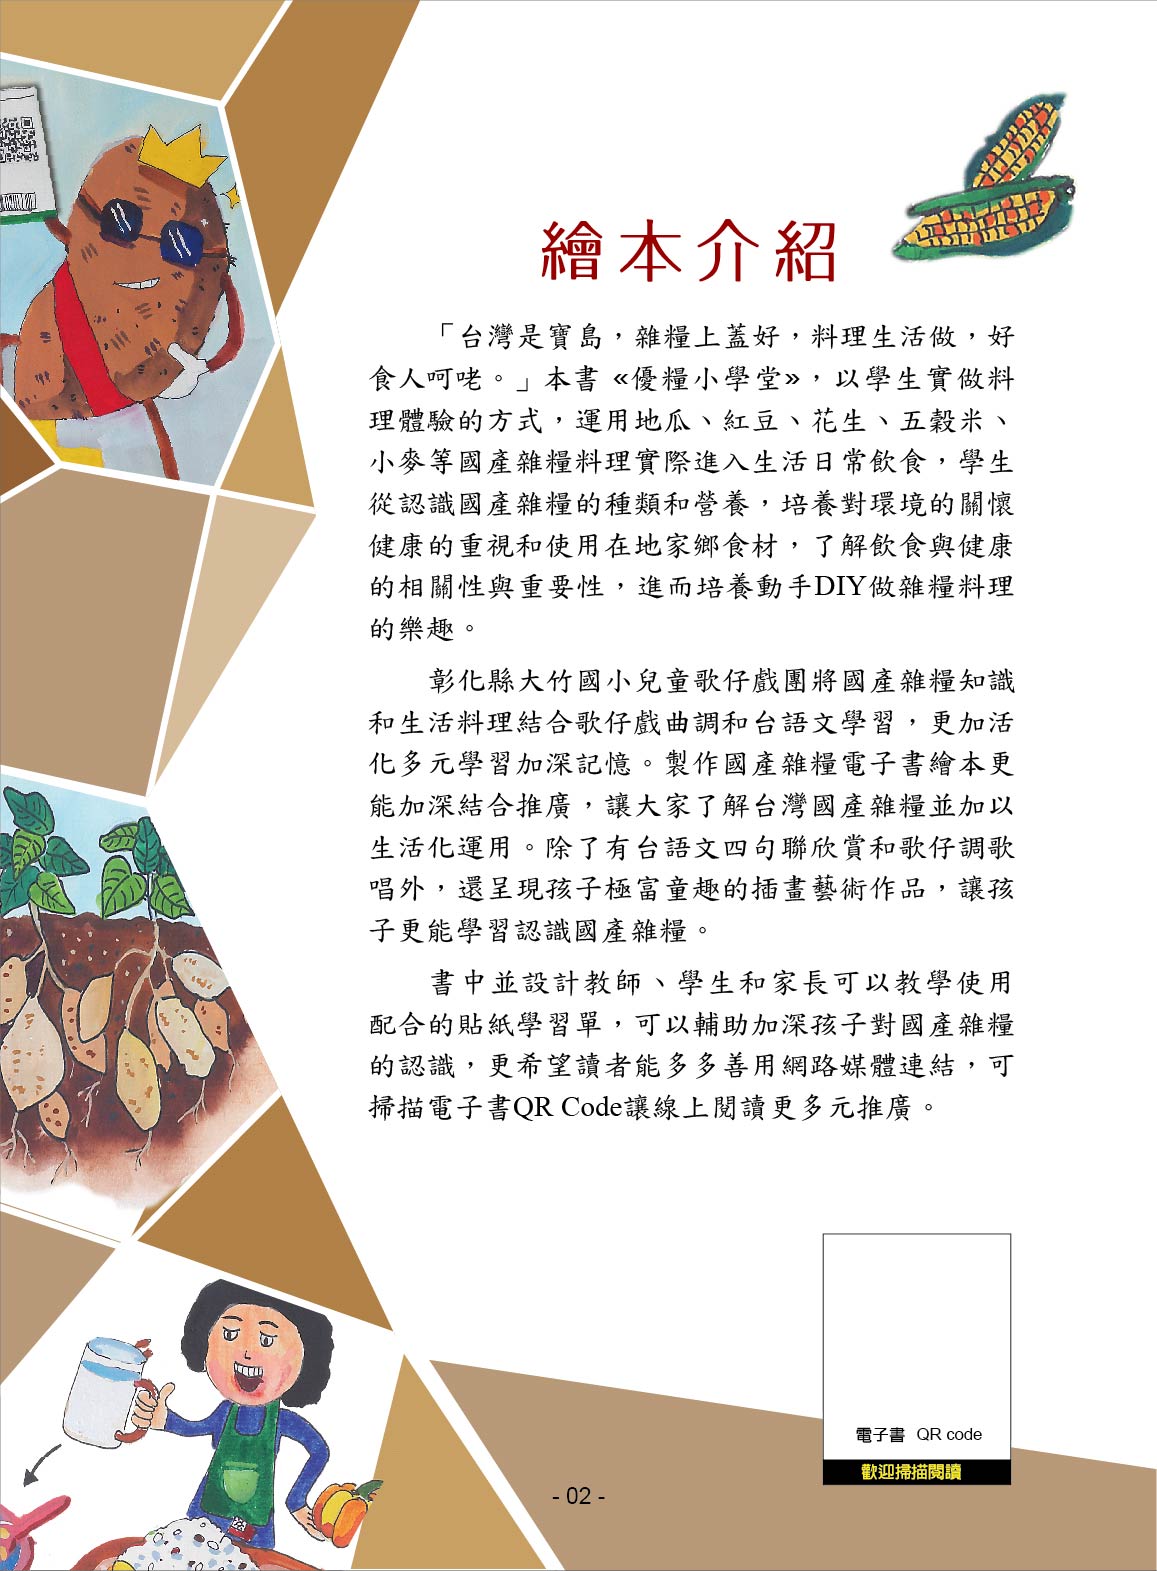 繪本介紹
「台灣是寶島，雜糧上蓋好，料理生活做，好
食人呵咾。」本書 «優糧小學堂»，以學生實做料
理體驗的方式，運用地瓜、紅豆、花生、五穀米、
小麥等國產雜糧料理實際進入生活日常飲食，學生
從認識國產雜糧的種類和營養，培養對環境的關懷
健康的重視和使用在地家鄉食材，了解飲食與健康
的相關性與重要性，進而培養動手DIY做雜糧料理
的樂趣。
彰化縣大竹國小兒童歌仔戲團將國產雜糧知識
和生活料理結合歌仔戲曲調和台語文學習，更加活
化多元學習加深記憶。製作國產雜糧電子書繪本更
能加深結合推廣，讓大家了解台灣國產雜糧並加以
生活化運用。除了有台語文四句聯欣賞和歌仔調歌
唱外，還呈現孩子極富童趣的插畫藝術作品，讓孩
子更能學習認識國產雜糧。
書中並設計教師、學生和家長可以教學使用
配合的貼紙學習單，可以輔助加深孩子對國產雜糧
的認識，更希望讀者能多多善用網路媒體連結，可
掃描電子書QR Code讓線上閱讀更多元推廣。
電子書 QR code
歡迎掃描閱讀
- 02 -